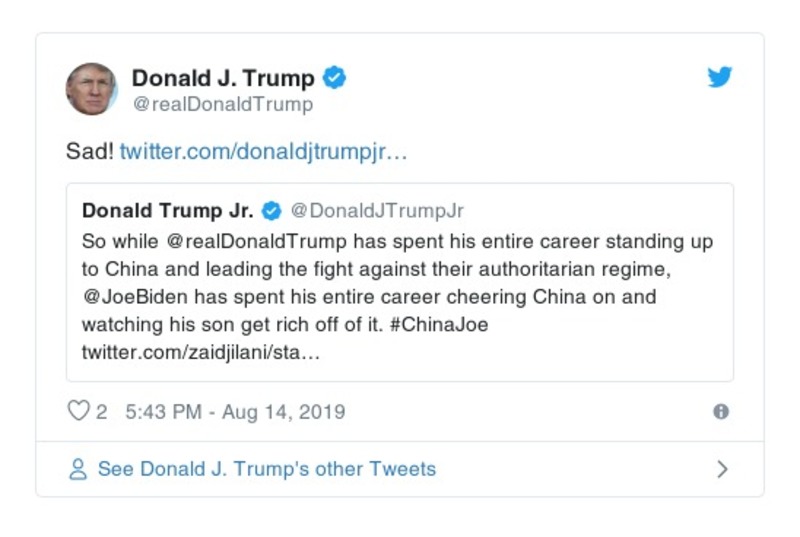 Donald J. Trump
@realDonaldTrump
Sad! twitter.com/donaldjtrumpjr…
Donald Trump Jr. @DonaldJTrumpJr
So while @realDonaldTrump has spent his entire career standing up
to China and leading the fight against their authoritarian regime,
@JoeBiden has spent his entire career cheering China on and
watching his son get rich off of it. #ChinaJoe
twitter.com/zaidjilani/sta…
2 5:43 PM - Aug 14, 2019
See Donald J. Trump's other Tweets